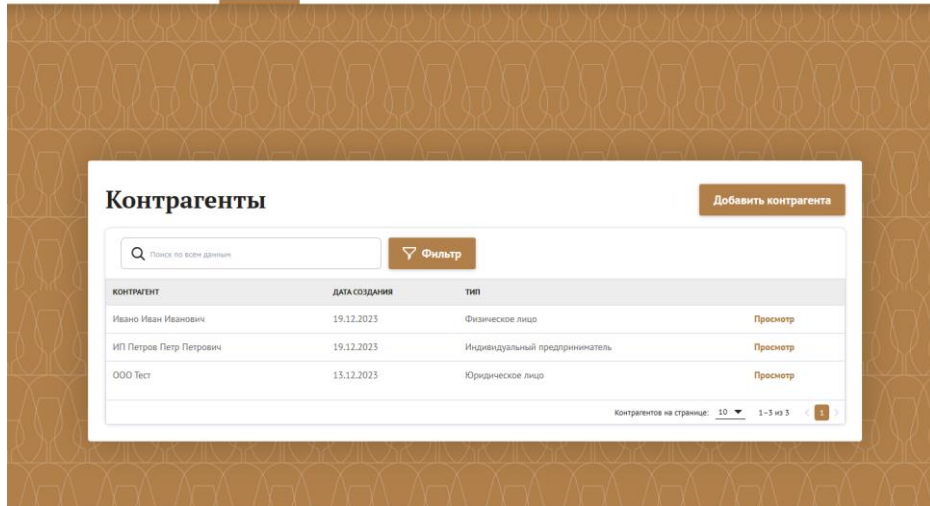 Контрагенты
Добавить контрагента
Поиск по всем данным
Фильтр
КОНТРАГЕНТ ДАТА СОЗДАНИЯ ТИП
Ивано Иван Иванович 19.12.2023 Физическое лицо Просмотр
ИП Петров Петр Петрович 19.12.2023 Индивидуальный предприниматель Просмотр
ООО Тест 13.12.2023 Юридическое лицо Просмотр
Контрагентов на странице: 10 1–3 из 3 1